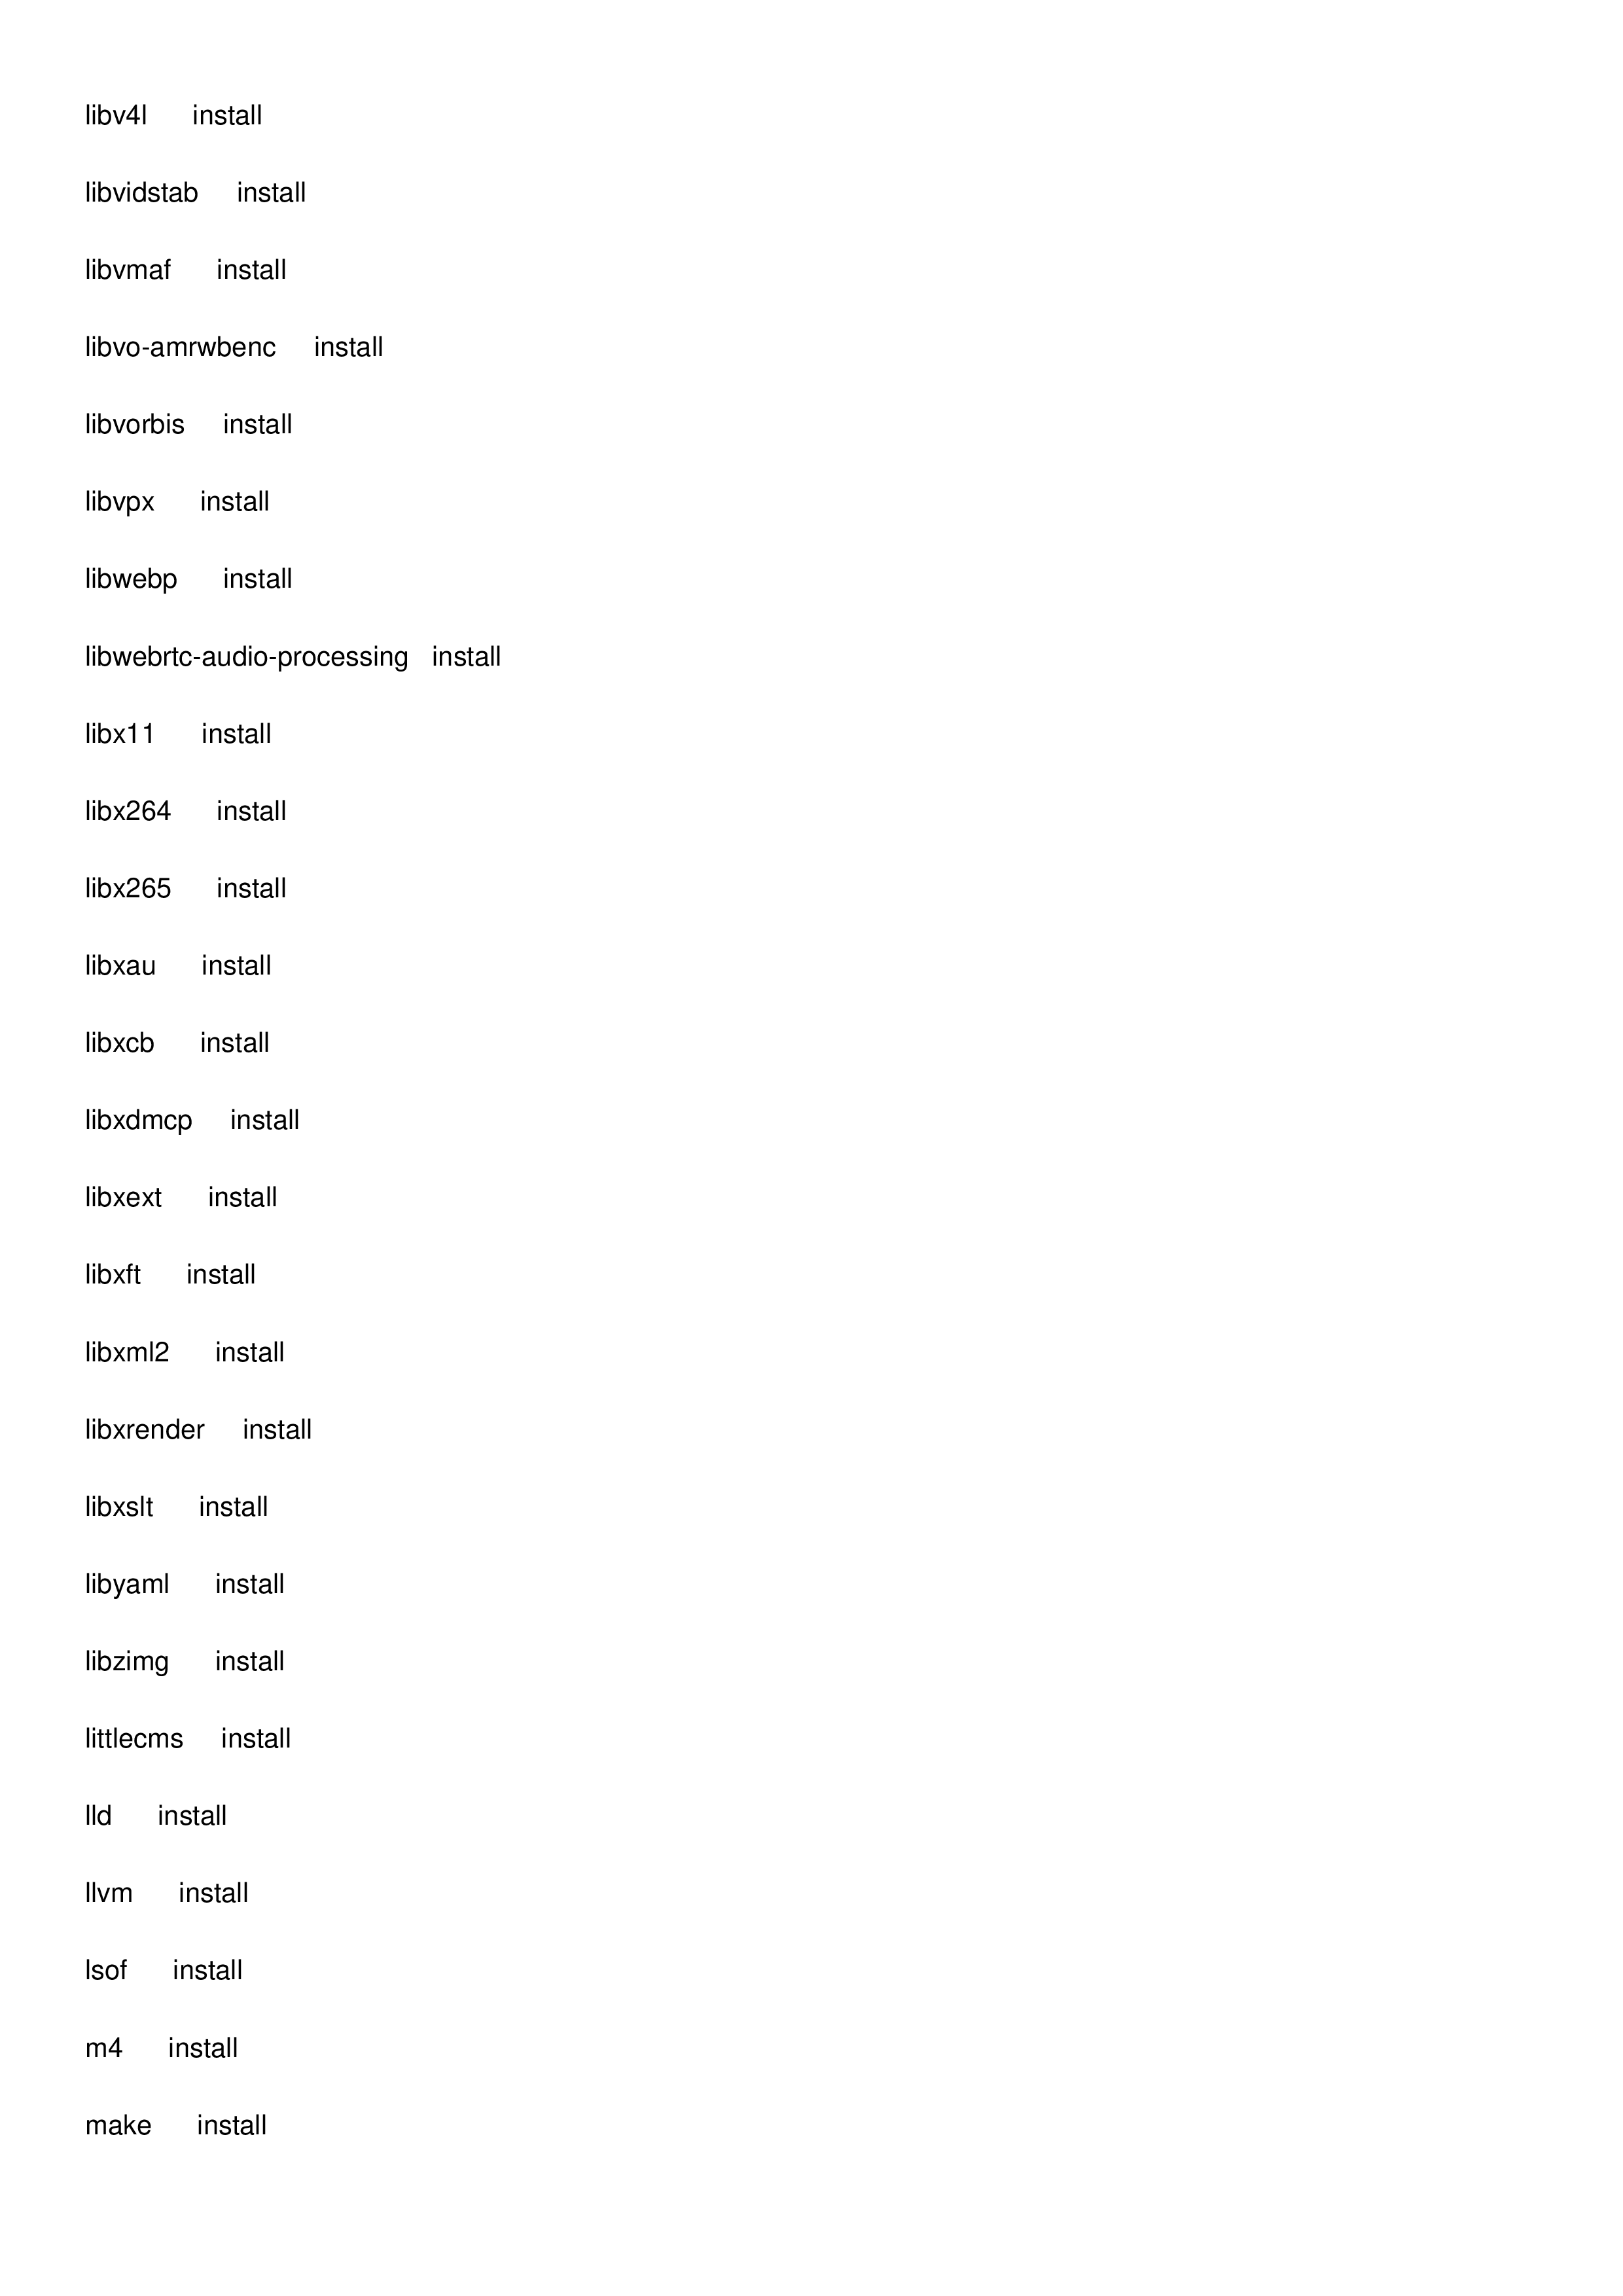 libv4l install
libvidstab install
libvmaf install
libvo-amrwbenc install
libvorbis install
libvpx install
libwebp install
libwebrtc-audio-processing install
libx11 install
libx264 install
libx265 install
libxau install
libxcb install
libxdmcp install
libxext install
libxft install
libxml2 install
libxrender install
libxslt install
libyaml install
libzimg install
littlecms install
lld install
llvm install
lsof install
m4 install
make install